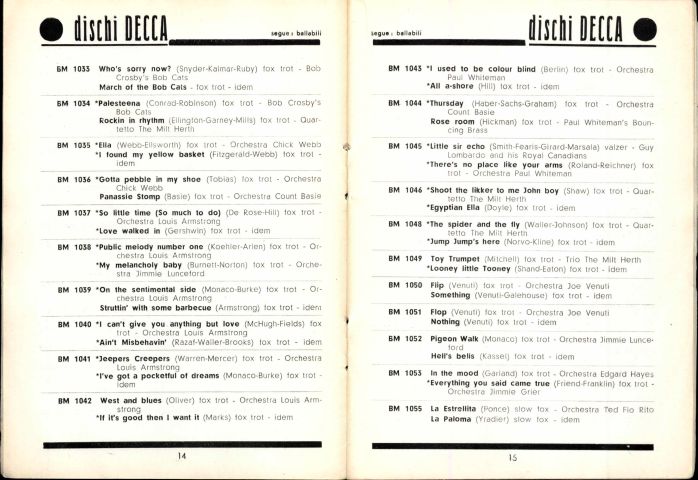 dischi DECCA
segue: ballabili
BM 1033 Who's sorry now? (Snyder-Kalmar-Ruby) fox trot - Bob
Crosby's Bob Cats
March of the Bob Cats - fox trot - idem
BM 1034 *Palesteena (Conrad-Robinson) fox trot - Bob Crosby's
Bob Cats
Rockin in rhythm (Ellington-Garney-Mills) fox trot - Quar-
tetto The Milt Herth
BM 1035 *Ella (Webb-Ellsworth) fox trot - Orchestra Chick Webb
*I found my yellow basket (Fitzgerald-Webb) fox trot -
idem
BM 1036 *Gotta pebble in my shoe (Tobias) fox trot - Orchestra
Chick Webb
Panassie Stomp (Basie) fox trot - Orchestra Count Basie
BM 1037 *So little time (So much to do) (De Rose-Hill) fox trot -
Orchestra Louis Armstrong
*Love walked in (Gershwin) fox trot - idem
BM 1038 *Public melody number one (Koehler-Arlen) fox trot - Or-
chestra Louis Armstrong
*My melancholy baby (Burnett-Norton) fox trot - Orche-
stra Jimmie Lunceford
BM 1039 *On the sentimental side (Monaco-Burke) fox trot - Or-
chestra Louis Armstrong
Struttin' with some barbecue (Armstrong) fox trot - idem
BM 1040 *I can't give you anything but love (McHugh-Fields) fox
trot - Orchestra Louis Armstrong
*Ain't Misbehavin' (Razaf-Waller-Brooks) fox trot - idem
BM 1041 *Jeepers Creepers (Warren-Mercer) fox trot - Orchestra
Louis Armstrong
*I've got a pocketful of dreams (Monaco-Burke) fox trot -
idem
BM 1042 West and blues (Oliver) fox trot - Orchestra Louis Arm-
strong
*If it's good then I want it (Marks) fox trot - idem
14
segue: ballabili
dischi DECCA
BM 1043 *I used to be colour blind (Berlin) fox trot - Orchestra
Paul Whiteman
*All a-shore (Hill) fox trot - idem
BM 1044 *Thursday (Haber-Sachs-Graham) fox trot - Orchestra
Count Basie
Rose room (Hickman) fox trot - Paul Whiteman's Boun-
cing Brass
BM 1045 *Little sir echo (Smith-Fearis-Girard-Marsala) valzer - Guy
Lombardo and his Royal Canadians
*There's no place like your arms (Roland-Reichner) fox
trot - Orchestra Paul Whiteman
BM 1046 *Shoot the likker to me John boy (Shaw) fox trot - Quar-
tetto The Milt Herth
*Egyptian Ella (Doyle) fox trot - idem
BM 1048 *The spider and the fly (Waller-Johnson) fox trot - Quar-
tetto The Milt Herth
*Jump Jump's here (Norvo-Kline) fox trot - idem
BM 1049 Toy Trumpet (Mitchell) fox trot - Trio The Milt Herth
*Looney little Tooney (Shand-Eaton) fox trot - idem
BM 1050 Flip (Venuti) fox trot - Orchestra Joe Venuti
Something (Venuti-Galehouse) fox trot - idem
BM 1051 Flop (Venuti) fox trot - Orchestra Joe Venuti
Nothing (Venuti) fox trot - idem
BM 1052 Pigeon Walk (Monaco) fox trot - Orchestra Jimmie Lunce-
ford
Hell's bells (Kassel) fox trot - idem
BM 1053 In the mood (Garland) fox trot - Orchestra Edgard Hayes
*Everything you said came true (Friend-Franklin) fox trot -
Orchestra Jimmie Grier
BM 1055 La Estrellita (Ponce) slow fox - Orchestra Ted Fio Rito
La Paloma (Yradier) slow fox - idem
15